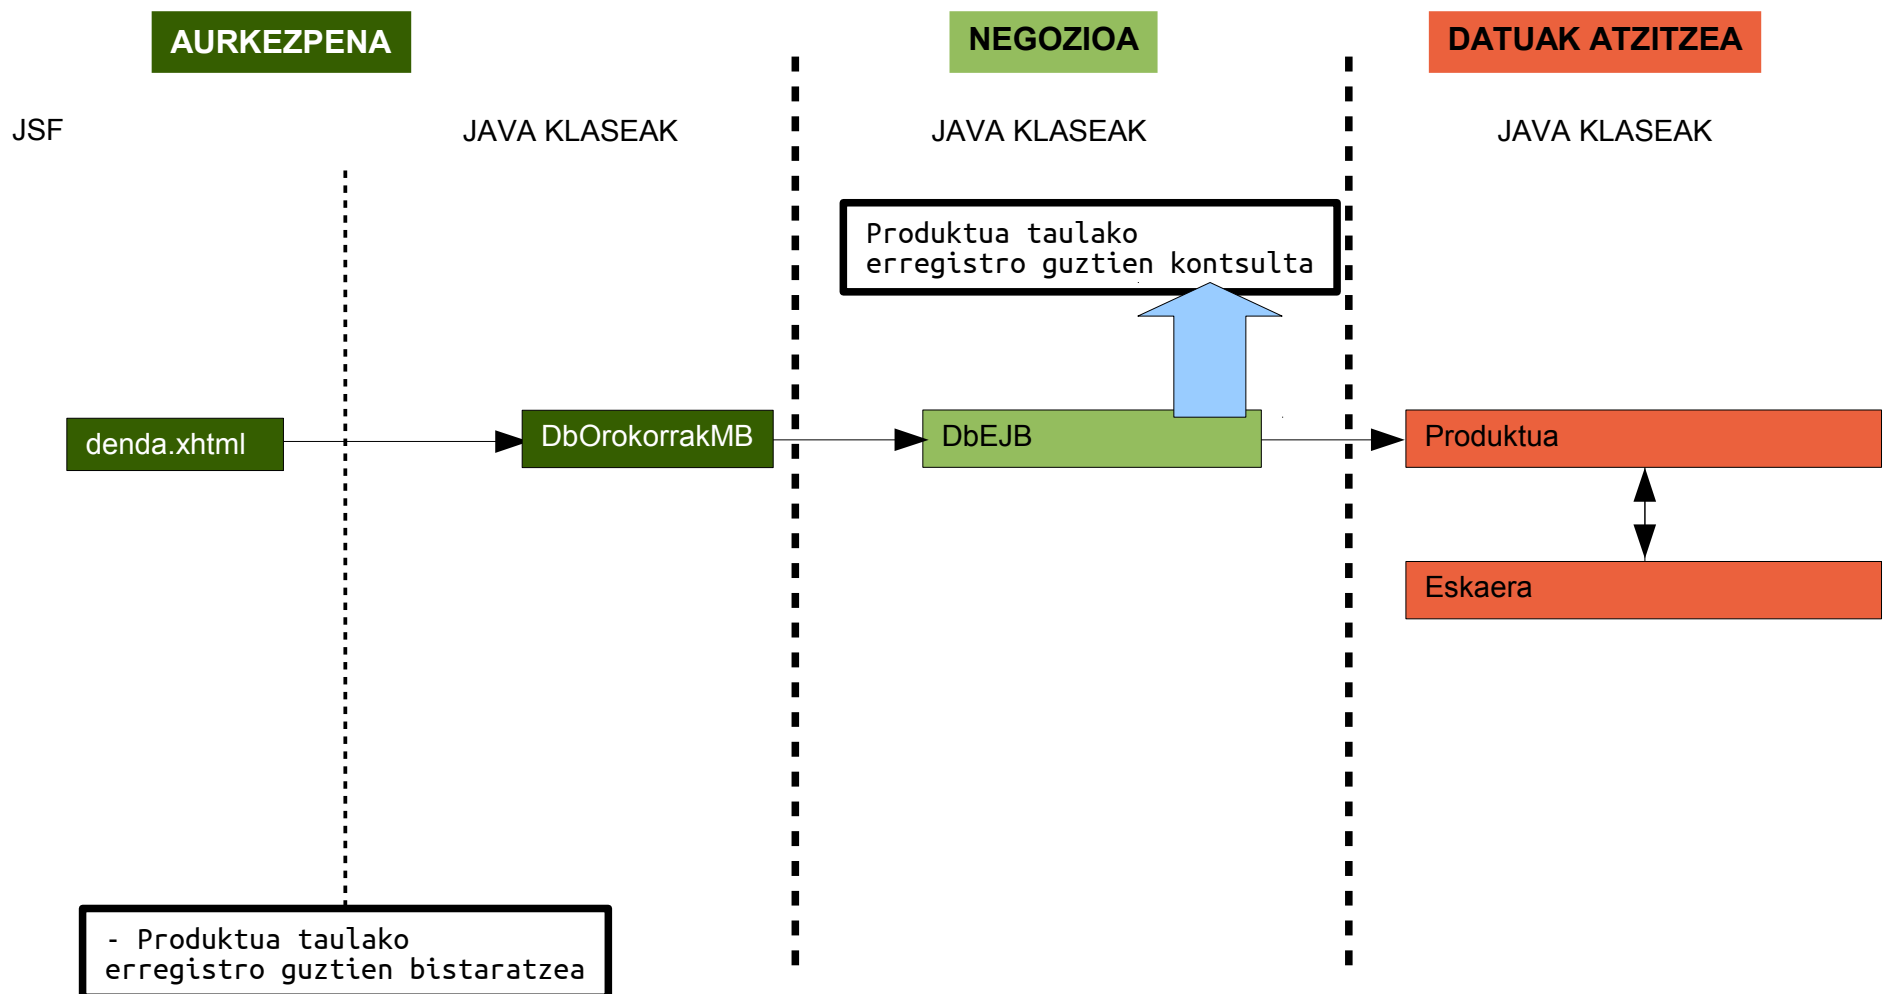 AURKEZPENA
NEGOZIOA
DATUAK ATZITZEA
JSF
JAVA KLASEAK
JAVA KLASEAK
JAVA KLASEAK
Produktua taulako
erregistro guztien kontsulta
denda.xhtml
DbOrokorrakMB
DbEJB
Produktua
Eskaera
- Produktua taulako
erregistro guztien bistaratzea